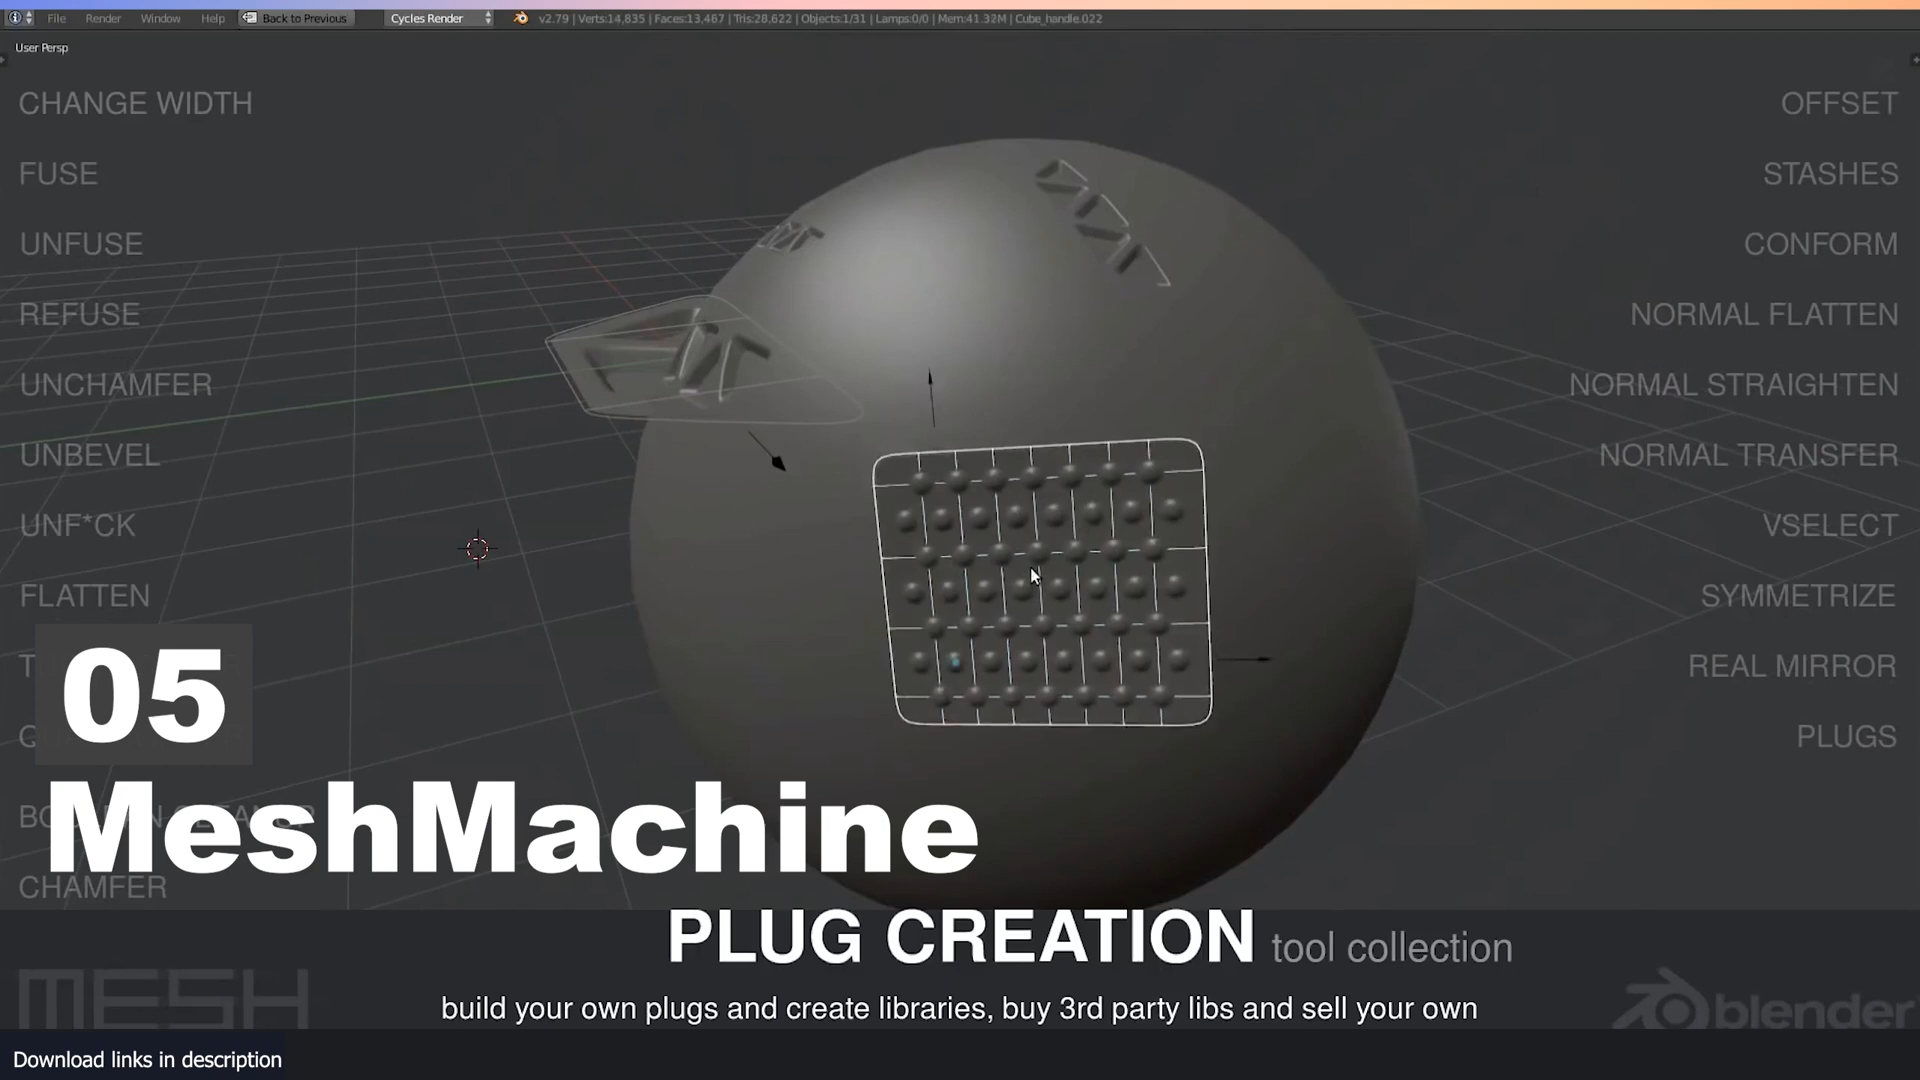 File Render Window Help Back to Previous Cycles Render v2.79 | Verts:14,835 | Faces:13,467 | Tris:28,622 | Objects:1/31 | Lamps:0/0 | Mem:41.32M | Cube_handle.022
User Persp
CHANGE WIDTH
FUSE
UNFUSE
REFUSE
UNCHAMFER
UNBEVEL
UNF*CK
FLATTEN
CHAMFER
OFFSET
STASHES
CONFORM
NORMAL FLATTEN
NORMAL STRAIGHTEN
NORMAL TRANSFER
VSELECT
SYMMETRIZE
REAL MIRROR
PLUGS
05
MeshMachine
PLUG CREATION tool collection
build your own plugs and create libraries, buy 3rd party libs and sell your own
MESH
blender
Download links in description